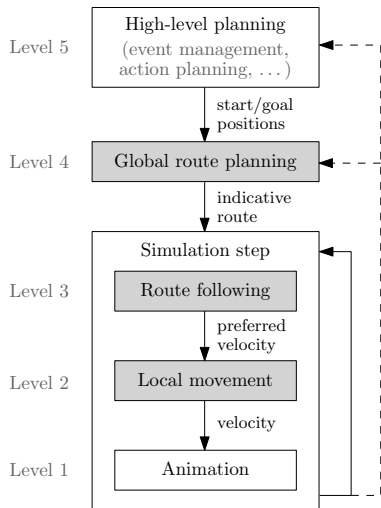 High-level planning
Level 5
(event management,
action planning, . . . )
start/goal
positions
Level 4
Global route planning
indicative
route
Simulation step
Level 3
Route following
preferred
velocity
Level 2
Local movement
velocity
Level 1
Animation